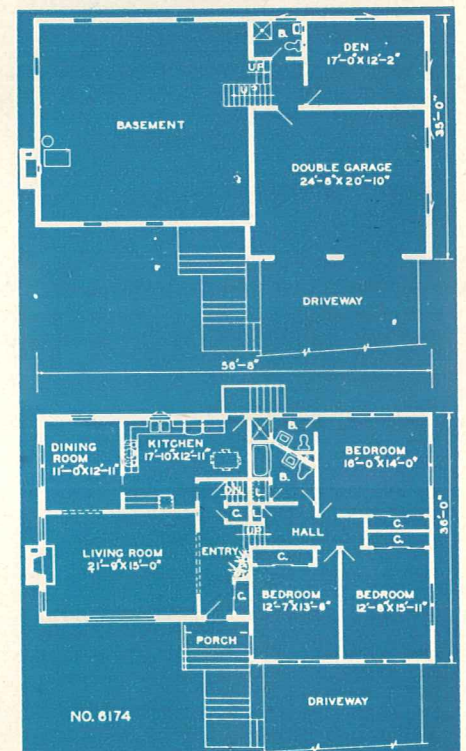 B.
DEN
17'-0"X12'-2"
UP
UP
BASEMENT
35'-0"
DOUBLE GARAGE
24'-8"X20'-10"
DRIVEWAY
56'-8"
B.
DINING
ROOM
11'-0"X12'-11"
KITCHEN
17'-10X12'-11"
BEDROOM
16'-0"X14'-0"
B.
DN.
L.
C.
L.
C.
C.
UP
HALL
36'-0"
LIVING ROOM
21'-9"X15'-0"
ENTRY
C.
C.
BEDROOM
12'-7"X13'-8"
BEDROOM
12'-8"X15'-11"
PORCH
DRIVEWAY
NO. 6174